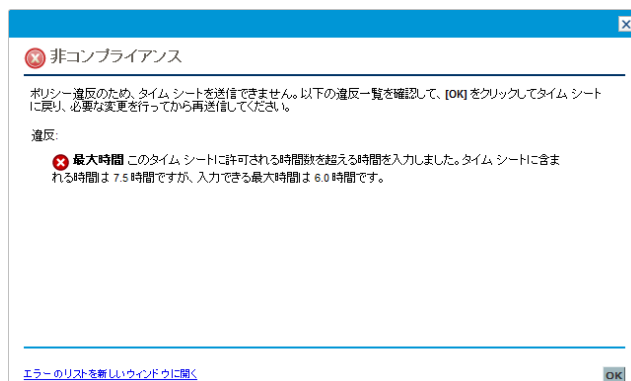 非コンプライアンス
ポリシー違反のため、タイム シートを送信できません。以下の違反一覧を確認して、[OK] をクリックしてタイム シート
に戻り、必要な変更を行ってから再送信してください。
違反:
最大時間 このタイム シートに許可される時間数を超える時間を入力しました。タイム シートに含ま
れる時間は 7.5 時間ですが、入力できる最大時間は 6.0 時間です。
エラーのリストを新しいウィンドウに開く
OK